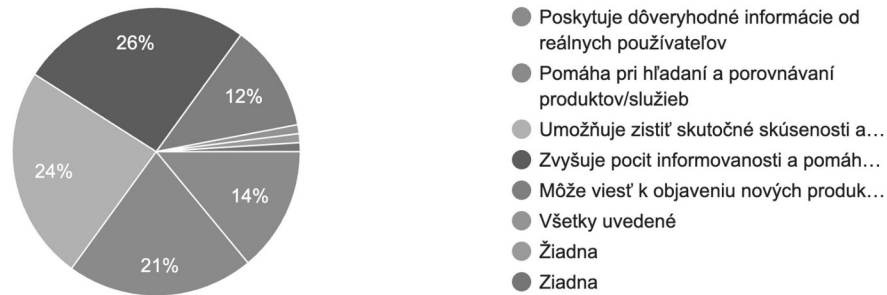 26%
12%
24%
14%
21%
Poskytuje dôveryhodné informácie od
reálnych používateľov
Pomáha pri hľadaní a porovnávaní
produktov/služieb
Umožňuje zistiť skutočné skúsenosti a…
Zvyšuje pocit informovanosti a pomáh…
Môže viesť k objaveniu nových produk…
Všetky uvedené
Žiadna
Ziadna